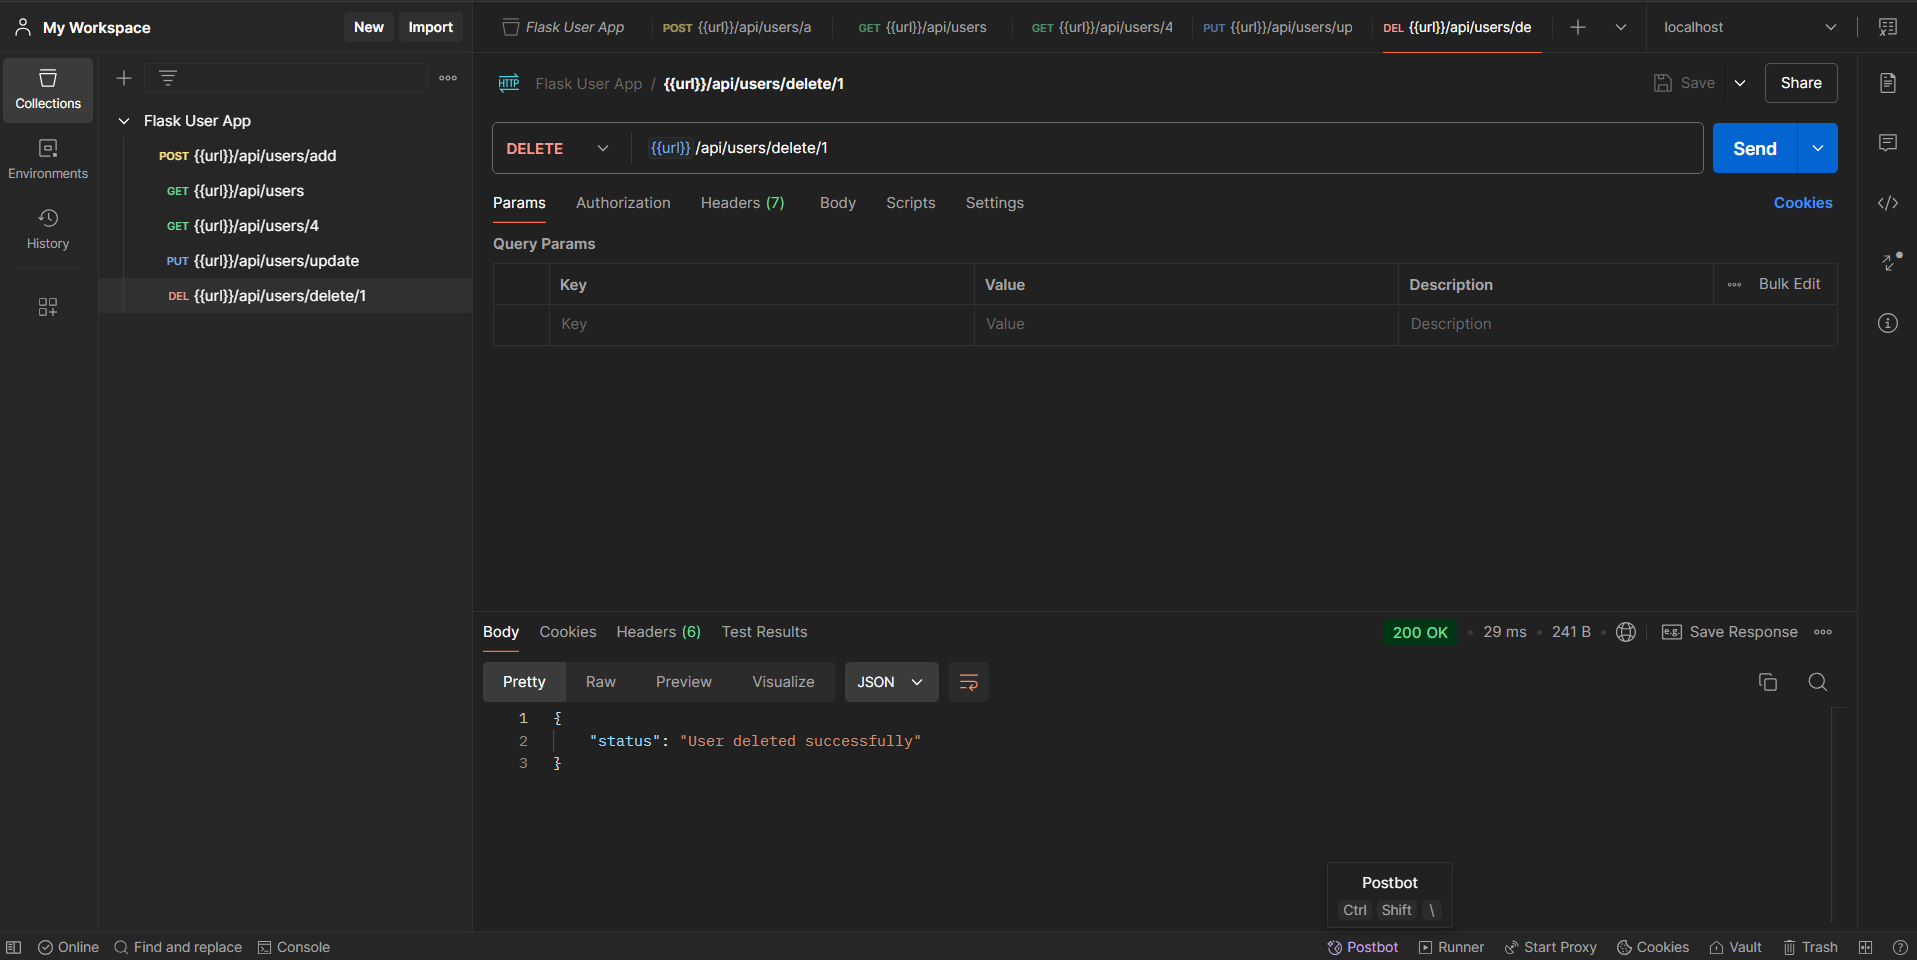 My Workspace New Import Flask User App POST {{url}}/api/users/a GET {{url}}/api/users GET {{url}}/api/users/4 PUT {{url}}/api/users/up DEL {{url}}/api/users/de localhost
Collections
Environments
History
Flask User App
POST {{url}}/api/users/add
GET {{url}}/api/users
GET {{url}}/api/users/4
PUT {{url}}/api/users/update
DEL {{url}}/api/users/delete/1
HTTP Flask User App / {{url}}/api/users/delete/1 Save Share
DELETE {{url}} /api/users/delete/1 Send
Params Authorization Headers (7) Body Scripts Settings Cookies
Query Params
Key Value Description Bulk Edit
Key Value Description
Body Cookies Headers (6) Test Results 200 OK 29 ms 241 B e.g. Save Response
Pretty Raw Preview Visualize JSON
1 {
2 "status": "User deleted successfully"
3 }
Postbot
Ctrl Shift \
Online Find and replace Console Postbot Runner Start Proxy Cookies Vault Trash